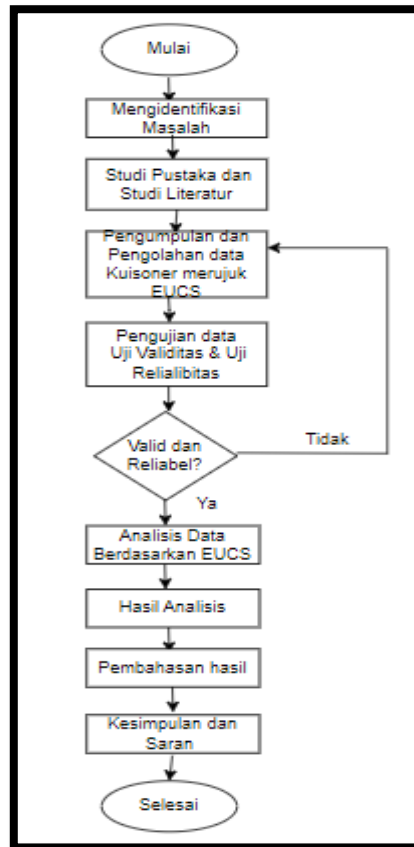 Mulai
Mengidentifikasi
Masalah
Studi Pustaka dan
Studi Literatur
Pengumpulan dan
Pengolahan data
Kuisoner merujuk
EUCS
Pengujian data
Uji Validitas & Uji
Relialibitas
Valid dan
Reliabel?
Tidak
Ya
Analisis Data
Berdasarkan EUCS
Hasil Analisis
Pembahasan hasil
Kesimpulan dan
Saran
Selesai